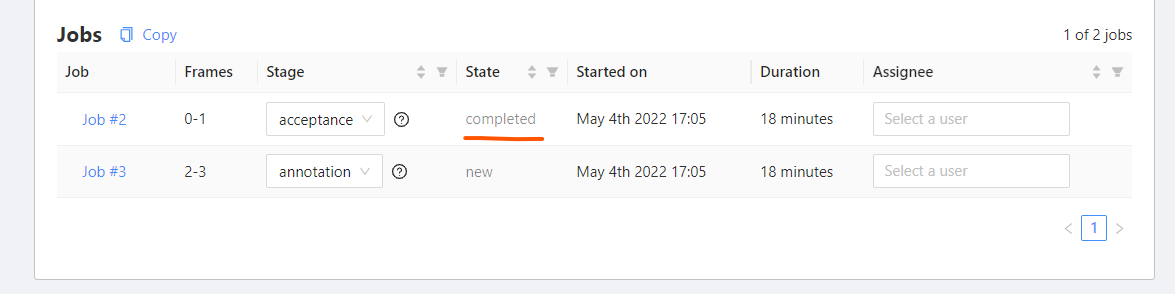 Jobs Copy 1 of 2 jobs
Job Frames Stage State Started on Duration Assignee
Job #2 0-1 acceptance completed May 4th 2022 17:05 18 minutes Select a user
Job #3 2-3 annotation new May 4th 2022 17:05 18 minutes Select a user
1